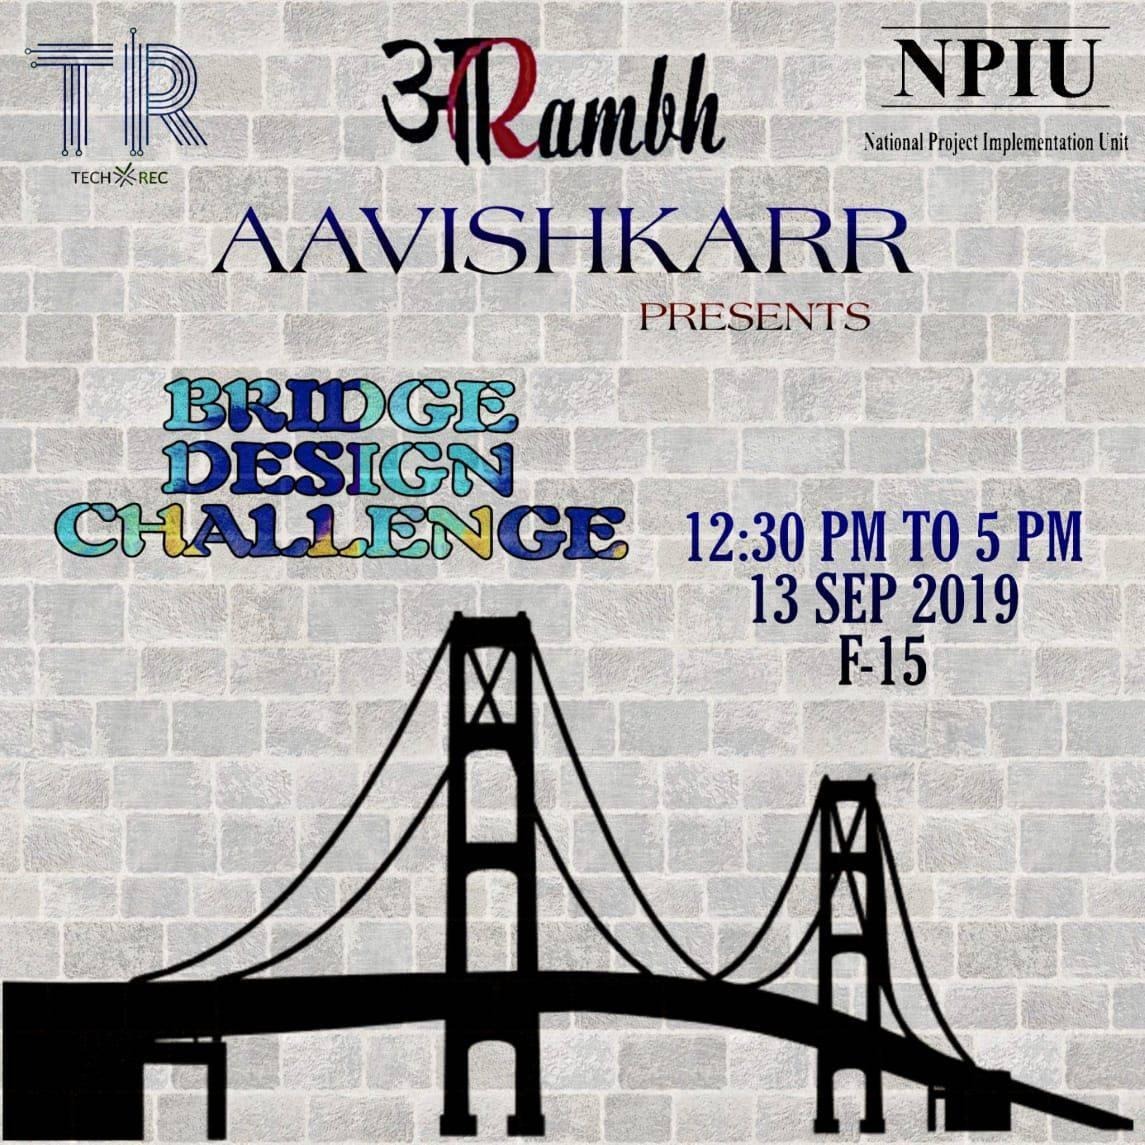 TR
TECH REC
आRambh
NPIU
National Project Implementation Unit
AAVISHKARR
PRESENTS
BRIDGE
DESIGN
CHALLENGE
12:30 PM TO 5 PM
13 SEP 2019
F-15